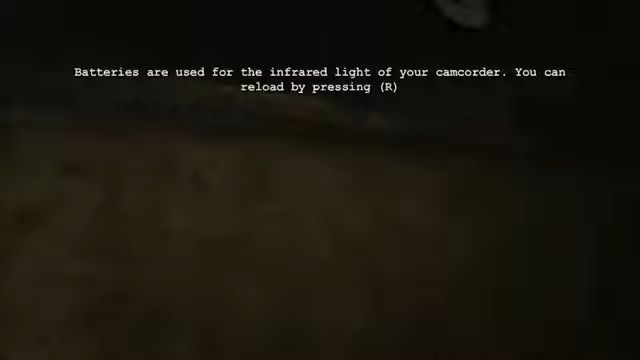 Batteries are used for the infrared light of your camcorder. You can
reload by pressing (R)